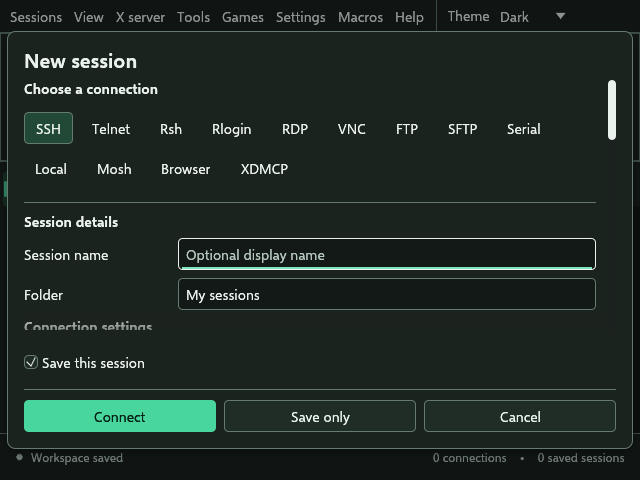 Sessions View X server Tools Games Settings Macros Help Theme Dark
New session
Choose a connection
SSH Telnet Rsh Rlogin RDP VNC FTP SFTP Serial
Local Mosh Browser XDMCP
Session details
Session name Optional display name
Folder My sessions
Connection settings
Save this session
Connect Save only Cancel
Workspace saved 0 connections • 0 saved sessions